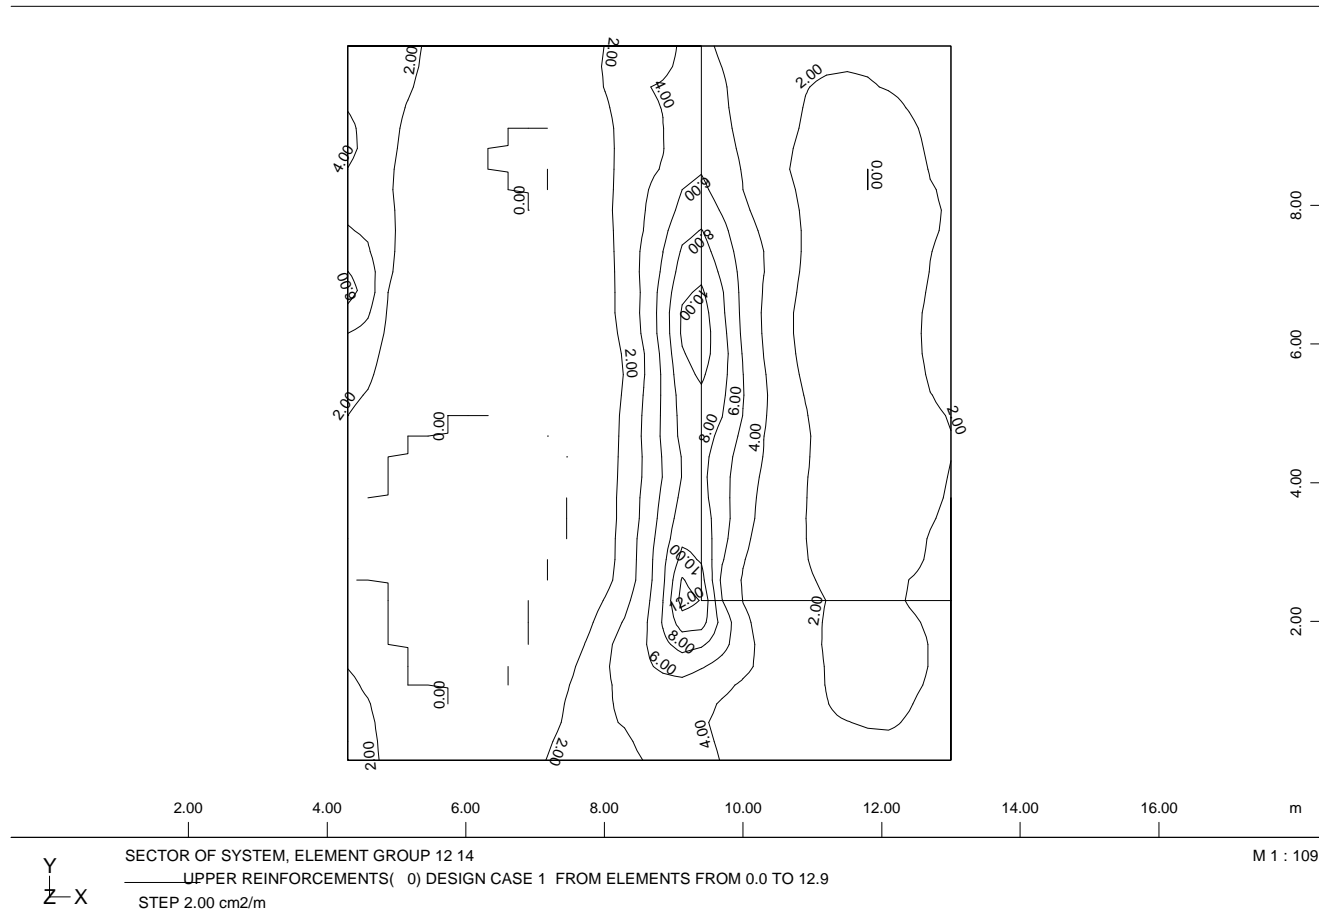 2.00 2.00 2.00
4.00
4.00
0.00
0.00
6.00
8.00
8.00
6.00
10.00
6.00
2.00
2.00 6.00
0.00 8.00 4.00 2.00
4.00
10.00
12.00
2.00 2.00
8.00
6.00
0.00
4.00
2.00 2.00
2.00 4.00 6.00 8.00 10.00 12.00 14.00 16.00 m
SECTOR OF SYSTEM, ELEMENT GROUP 12 14 M 1 : 109
Y
UPPER REINFORCEMENTS( 0) DESIGN CASE 1 FROM ELEMENTS FROM 0.0 TO 12.9
Z X
STEP 2.00 cm2/m